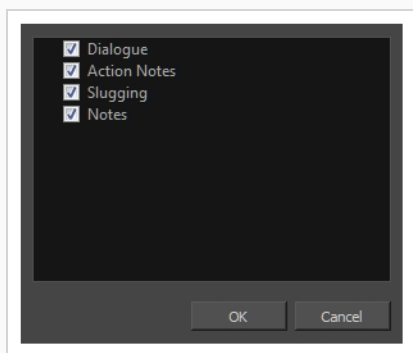 Dialogue
Action Notes
Slugging
Notes
OK Cancel